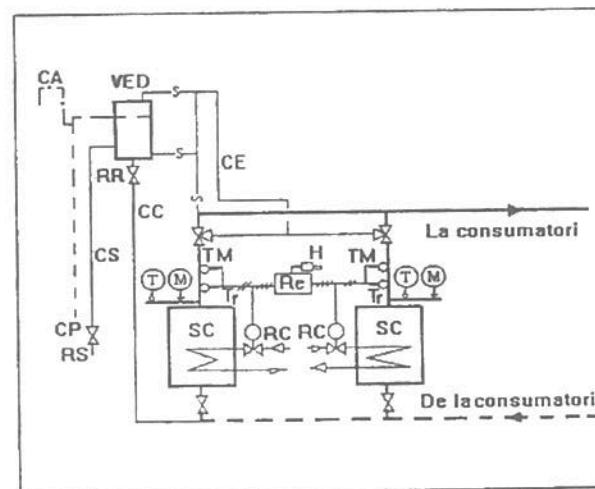 CA VED
S
CE
S
RR
CC
S
La consumatori
CS
TM H TM
T M Tr Re Tr T M
CP SC RC RC SC
RS
De la consumatori